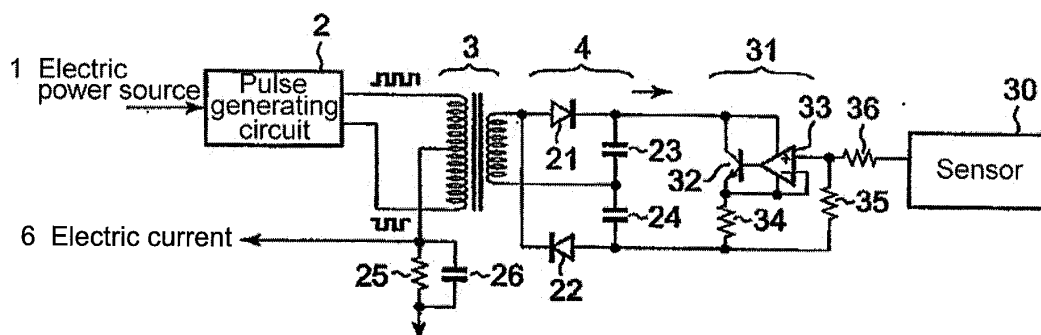 2
3
4
31
30
1 Electric
power source
Pulse
generating
circuit
33
36
21
23
32
Sensor
24
34
35
6 Electric current
25
26
22